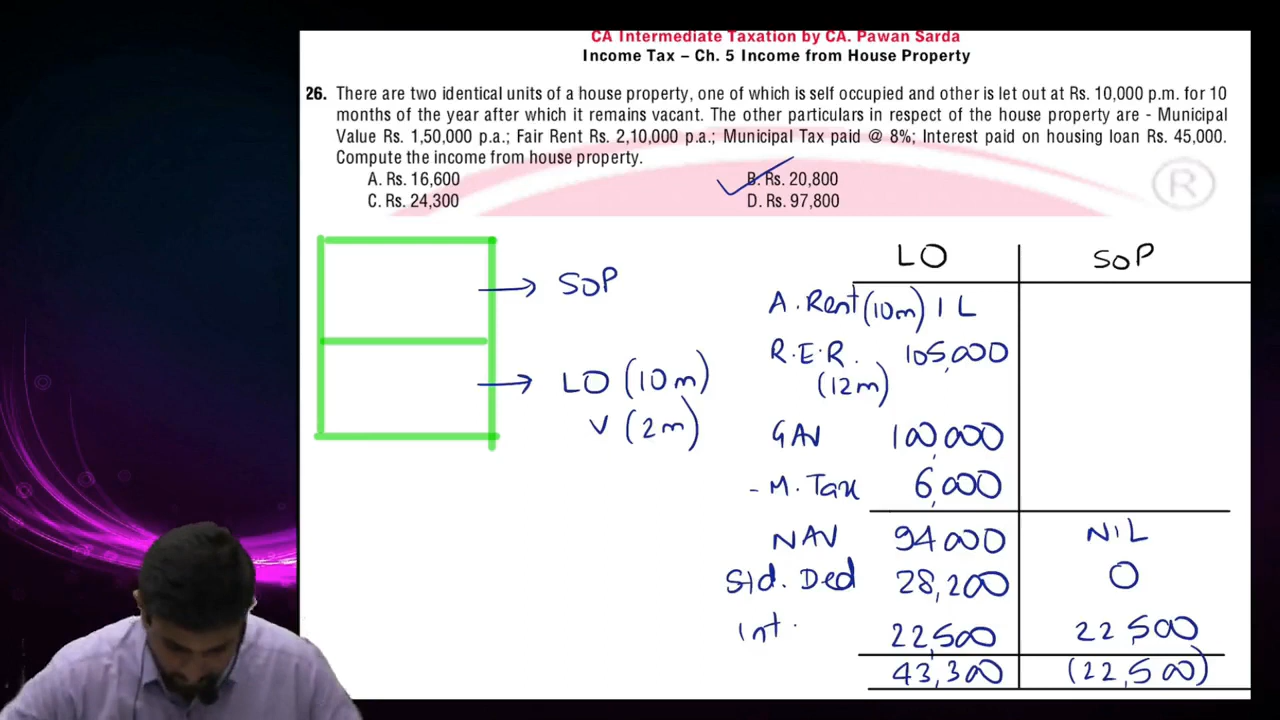 CA Intermediate Taxation by CA. Pawan Sarda
Income Tax – Ch. 5 Income from House Property
26. There are two identical units of a house property, one of which is self occupied and other is let out at Rs. 10,000 p.m. for 10
months of the year after which it remains vacant. The other particulars in respect of the house property are - Municipal
Value Rs. 1,50,000 p.a.; Fair Rent Rs. 2,10,000 p.a.; Municipal Tax paid @ 8%; Interest paid on housing loan Rs. 45,000.
Compute the income from house property.
A. Rs. 16,600 B. Rs. 20,800
C. Rs. 24,300 D. Rs. 97,800
®
SOP
LO (10m)
V (2m)
LO SOP
A. Rent (10m) 1 L
R.E.R. 105,000
(12m)
GAV 100,000
- M. Tax 6,000
NAV 94000 NIL
Std. Ded 28,200 0
Int. 22,500 22,500
43,300 (22,500)